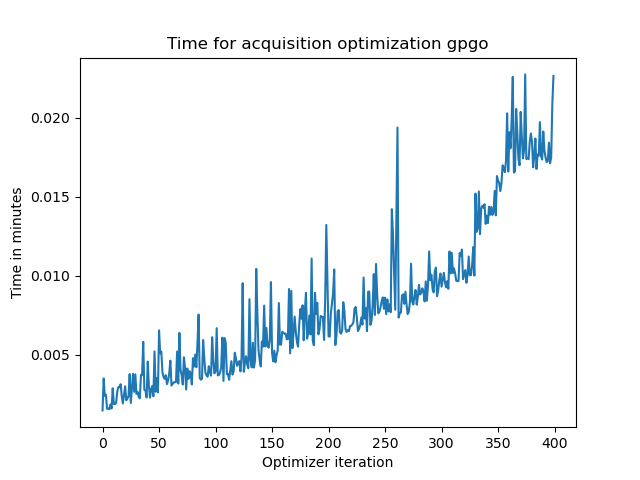 Time for acquisition optimization gpgo
0.020
0.015
0.010
0.005
Time in minutes
0 50 100 150 200 250 300 350 400
Optimizer iteration